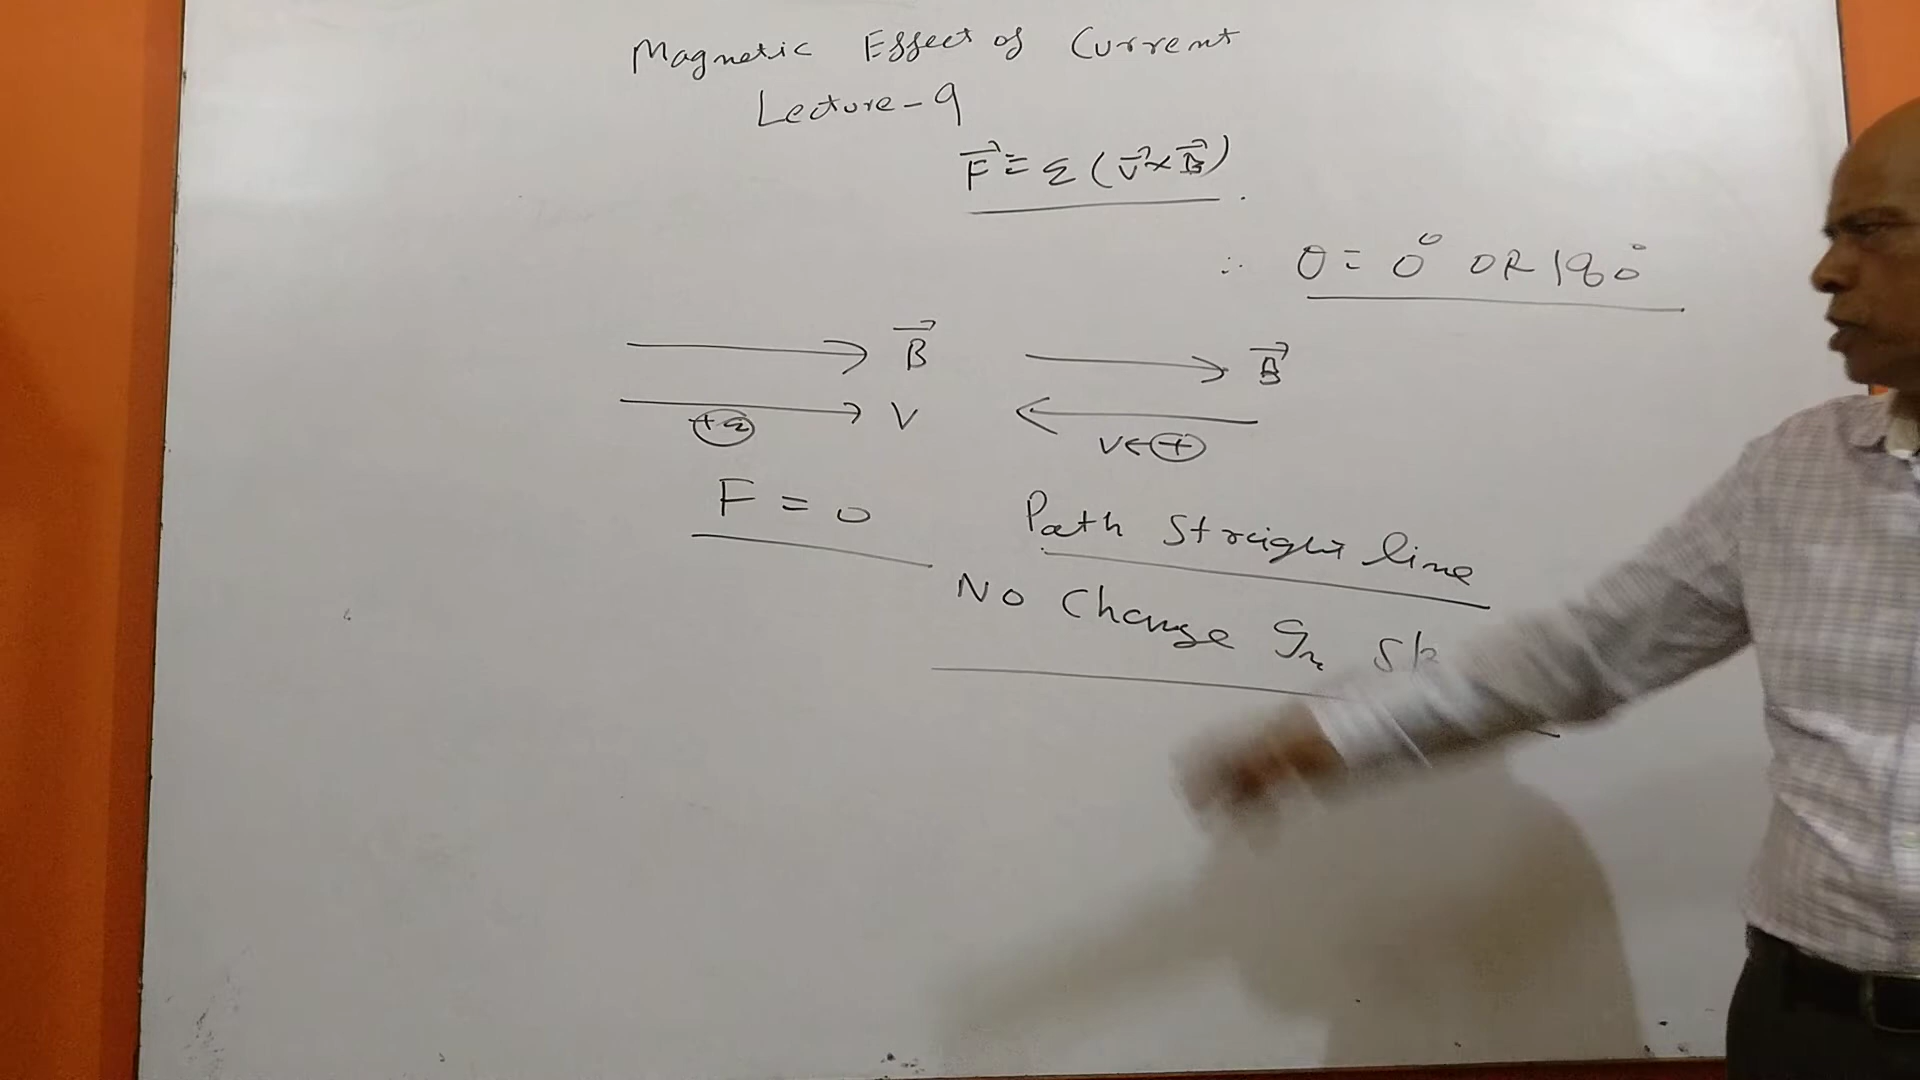 Magnetic Effect of Current
Lecture-9
F⃗ = q (v⃗ × B⃗)
∴ θ = 0° OR 180°
B⃗
B⃗
+q V
V←+
F = 0
Path straight line
No Change In